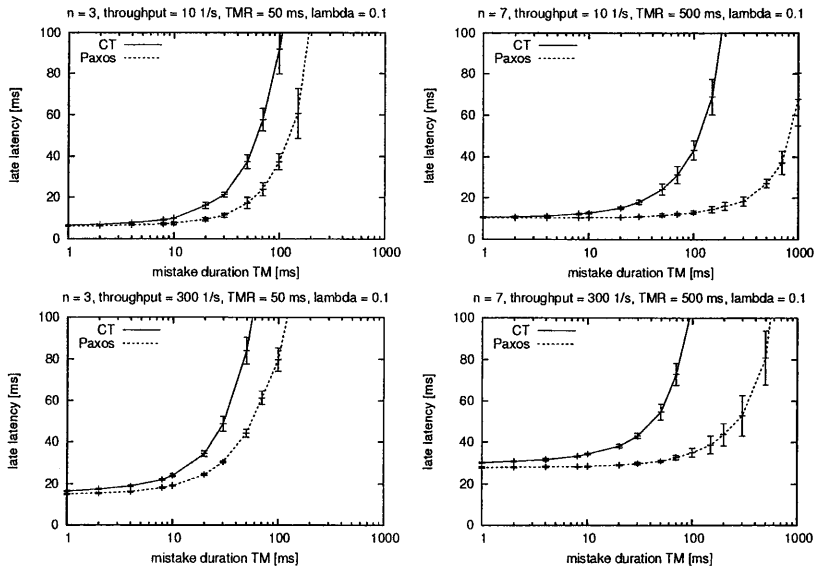 n = 3, throughput = 10 1/s, TMR = 50 ms, lambda = 0.1
100
80
60
40
20
0
late latency [ms]
CT
Paxos
1
10
100
1000
mistake duration TM [ms]
n = 7, throughput = 10 1/s, TMR = 500 ms, lambda = 0.1
100
80
60
40
20
0
late latency [ms]
CT
Paxos
1
10
100
1000
mistake duration TM [ms]
n = 3, throughput = 300 1/s, TMR = 50 ms, lambda = 0.1
100
80
60
40
20
0
late latency [ms]
CT
Paxos
1
10
100
1000
mistake duration TM [ms]
n = 7, throughput = 300 1/s, TMR = 500 ms, lambda = 0.1
100
80
60
40
20
0
late latency [ms]
CT
Paxos
1
10
100
1000
mistake duration TM [ms]